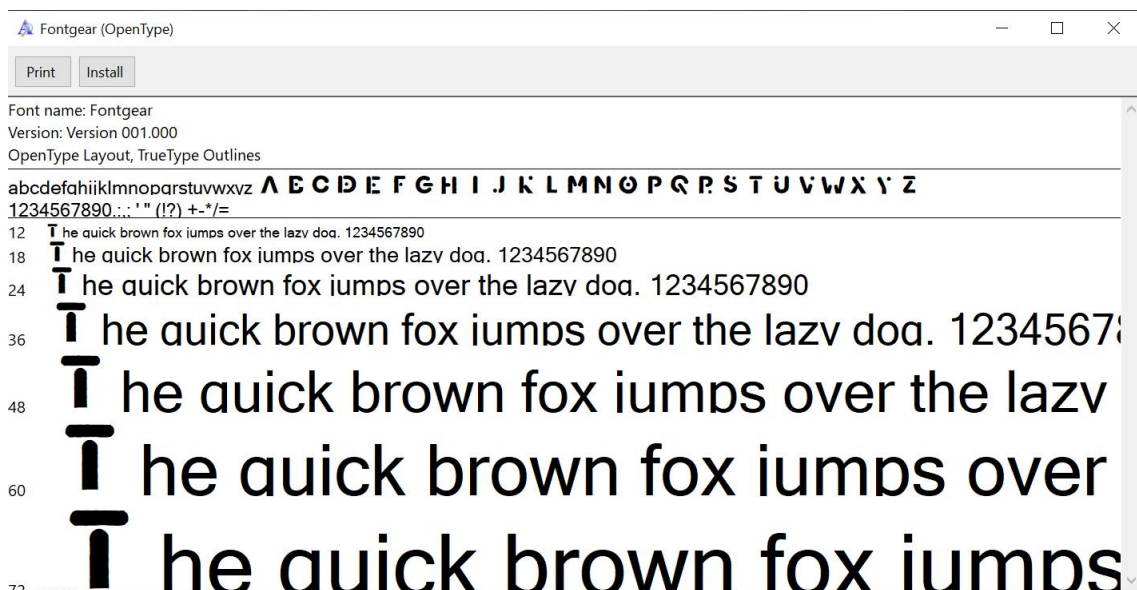 Fontgear (OpenType)
Print Install
Font name: Fontgear
Version: Version 001.000
OpenType Layout, TrueType Outlines
abcdefghijklmnopqrstuvwxyz A B C D E F G H I J K L M N O P Q R S T U V W X Y Z
1234567890.:,; ' " (!?) +-*/=
12 The quick brown fox jumps over the lazy dog. 1234567890
18 The quick brown fox jumps over the lazy dog. 1234567890
24 The quick brown fox jumps over the lazy dog. 1234567890
36 The quick brown fox jumps over the lazy dog. 12345678
48 The quick brown fox jumps over the lazy
60 The quick brown fox jumps over
72 The quick brown fox jumps